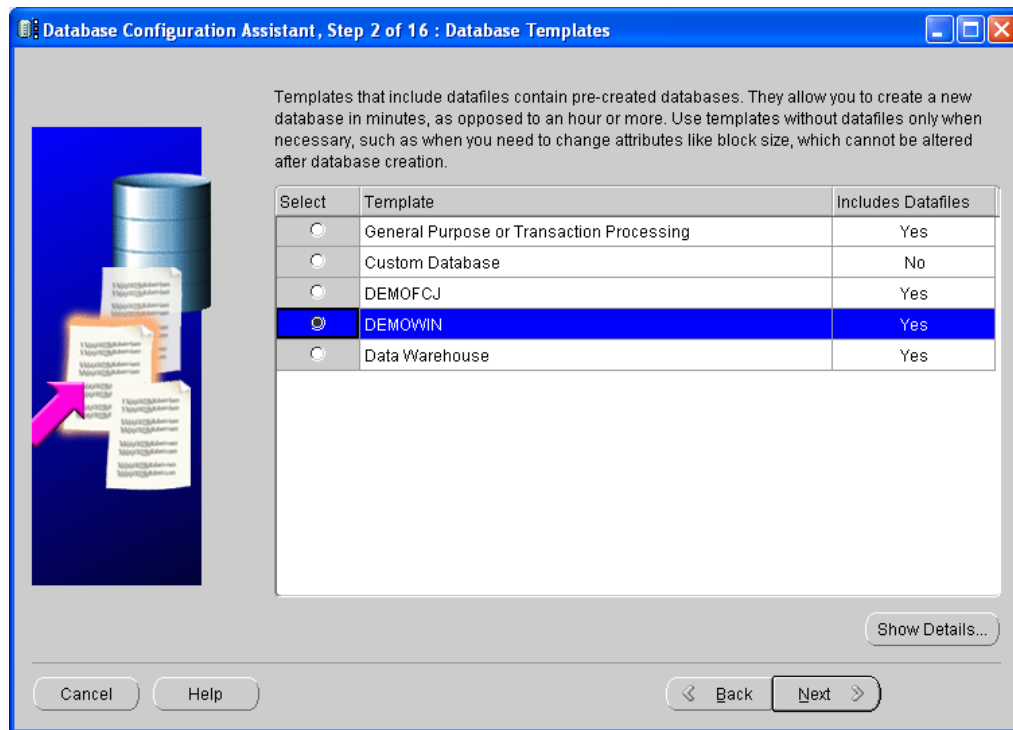 Database Configuration Assistant, Step 2 of 16 : Database Templates
Templates that include datafiles contain pre-created databases. They allow you to create a new
database in minutes, as opposed to an hour or more. Use templates without datafiles only when
necessary, such as when you need to change attributes like block size, which cannot be altered
after database creation.
Select Template Includes Datafiles
General Purpose or Transaction Processing Yes
Custom Database No
DEMOFCJ Yes
DEMOWIN Yes
Data Warehouse Yes
Show Details...
Cancel Help Back Next